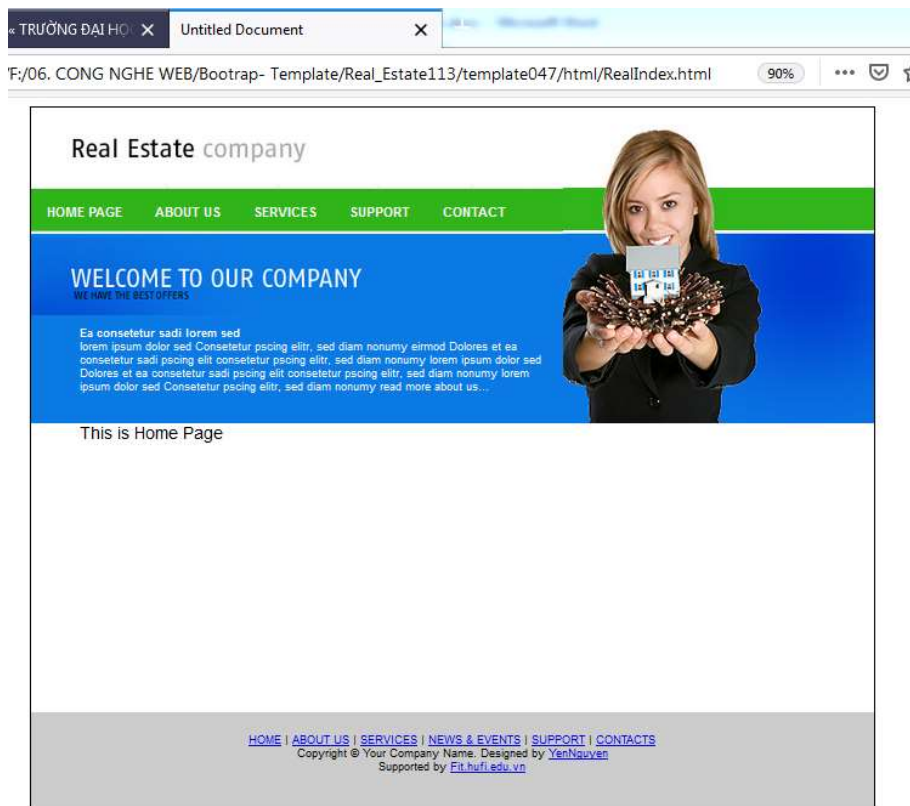 « TRƯỜNG ĐẠI HỌ
Untitled Document
/F:/06. CONG NGHE WEB/Bootrap- Template/Real_Estate113/template047/html/RealIndex.html
90%
Real Estate company
HOME PAGE ABOUT US SERVICES SUPPORT CONTACT
WELCOME TO OUR COMPANY
WE HAVE THE BEST OFFERS
Ea consetetur sadi lorem sed
lorem ipsum dolor sed Consetetur pscing elitr, sed diam nonumy eirmod Dolores et ea
consetetur sadi pscing elit consetetur pscing elitr, sed diam nonumy lorem ipsum dolor sed
Dolores et ea consetetur sadi pscing elit consetetur pscing elitr, sed diam nonumy lorem
ipsum dolor sed Consetetur pscing elitr, sed diam nonumy read more about us...
This is Home Page
HOME | ABOUT US | SERVICES | NEWS & EVENTS | SUPPORT | CONTACTS
Copyright © Your Company Name. Designed by YenNguyen
Supported by Fit.hufi.edu.vn